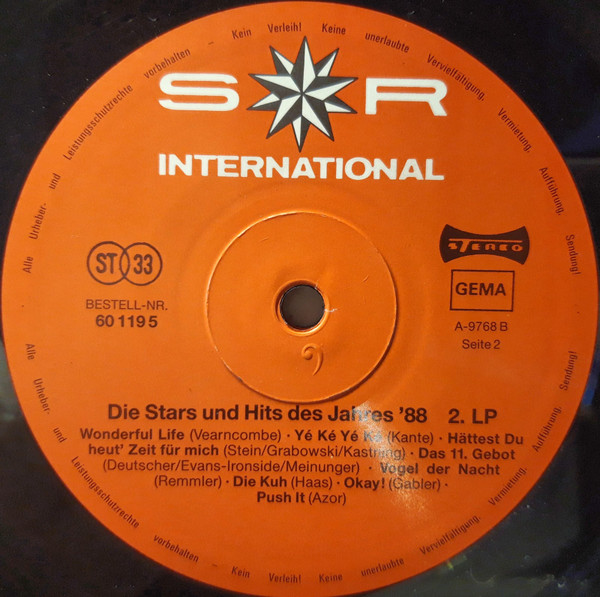 Alle Urheber- und Leistungsschutzrechte vorbehalten - Kein Verleih! Keine unerlaubte Vervielfältigung, Vermietung, Aufführung, Sendung!
S R
INTERNATIONAL
ST 33
STEREO
BESTELL-NR.
60 119 5
GEMA
A-9768 B
Seite 2
Die Stars und Hits des Jahres '88 2. LP
Wonderful Life (Vearncombe) · Yé Ké Yé Ké (Kante) · Hättest Du
heut' Zeit für mich (Stein/Grabowski/Kastning) · Das 11. Gebot
(Deutscher/Evans-Ironside/Meinunger) · Vogel der Nacht
(Remmler) · Die Kuh (Haas) · Okay! (Gabler) ·
Push It (Azor)
Alle Urheber- und Leistungsschutzrechte vorbehalten - Kein Verleih! Keine unerlaubte Vervielfältigung, Vermietung, Aufführung, Sendung!